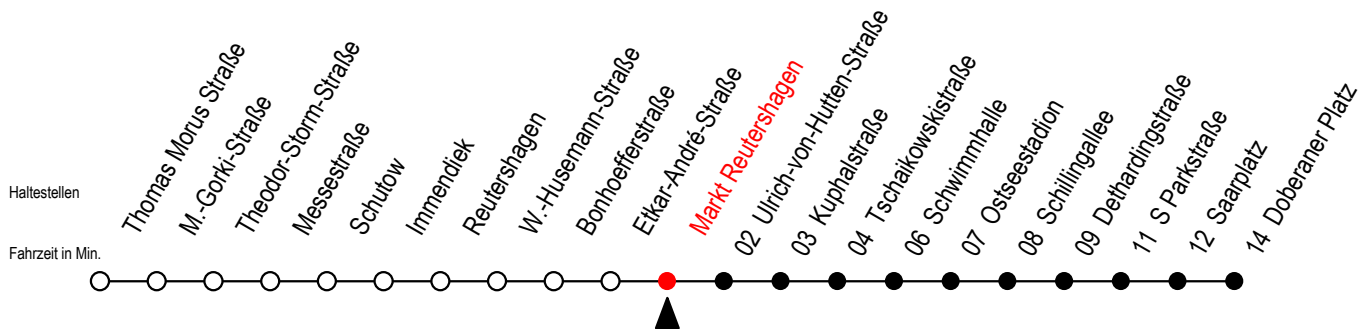 Haltestellen
Fahrzeit in Min.
Thomas Morus Straße
M.-Gorki-Straße
Theodor-Storm-Straße
Messestraße
Schutow
Immendiek
Reutershagen
W.-Husemann-Straße
Bonhoefferstraße
Etkar-André-Straße
Markt Reutershagen
02 Ulrich-von-Hutten-Straße
03 Kuphalstraße
04 Tschaikowskistraße
06 Schwimmhalle
07 Ostseestadion
08 Schillingallee
09 Dethardingstraße
11 S Parkstraße
12 Saarplatz
14 Doberaner Platz